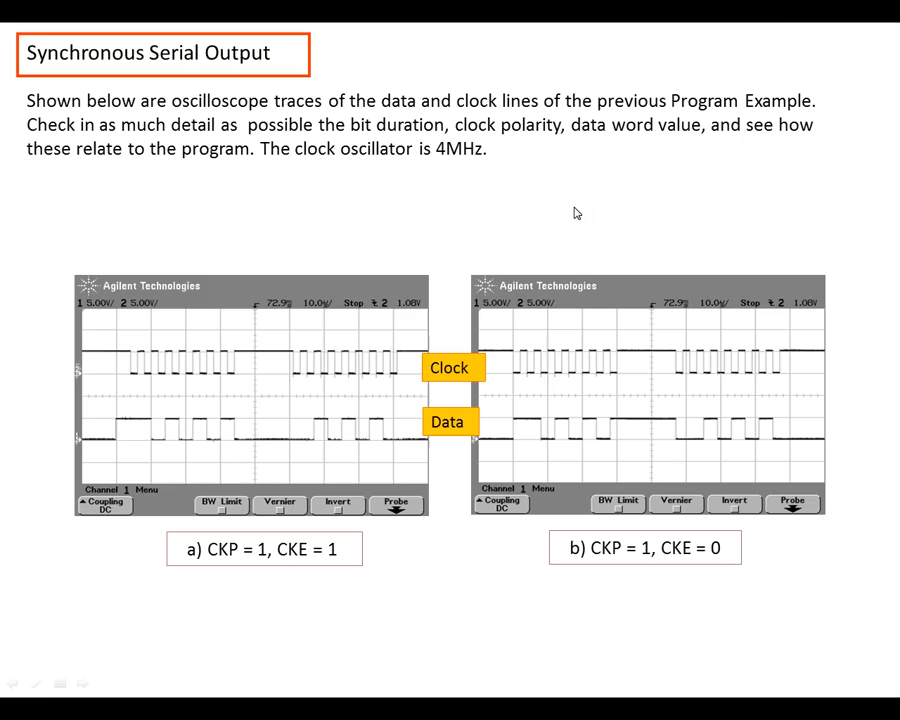 Synchronous Serial Output
Shown below are oscilloscope traces of the data and clock lines of the previous Program Example.
Check in as much detail as possible the bit duration, clock polarity, data word value, and see how
these relate to the program. The clock oscillator is 4MHz.
Agilent Technologies
1 5.00V/ 2 5.00V/ 72.9 10.0 Stop 2 1.08V
Channel 1 Menu
Coupling
DC
BW Limit
Vernier
Invert
Probe
Clock
Data
Agilent Technologies
1 5.00V/ 2 5.00V/ 72.9 10.0 Stop 2 1.08V
Channel 1 Menu
Coupling
DC
BW Limit
Vernier
Invert
Probe
a) CKP = 1, CKE = 1
b) CKP = 1, CKE = 0